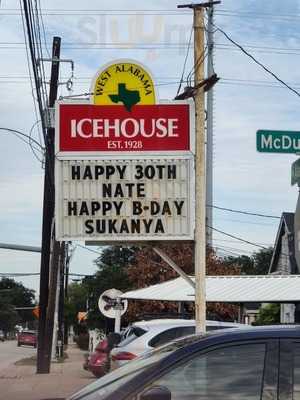 WEST ALABAMA
ICEHOUSE
EST. 1928
HAPPY 30TH
NATE
HAPPY B-DAY
SUKANYA
McDu